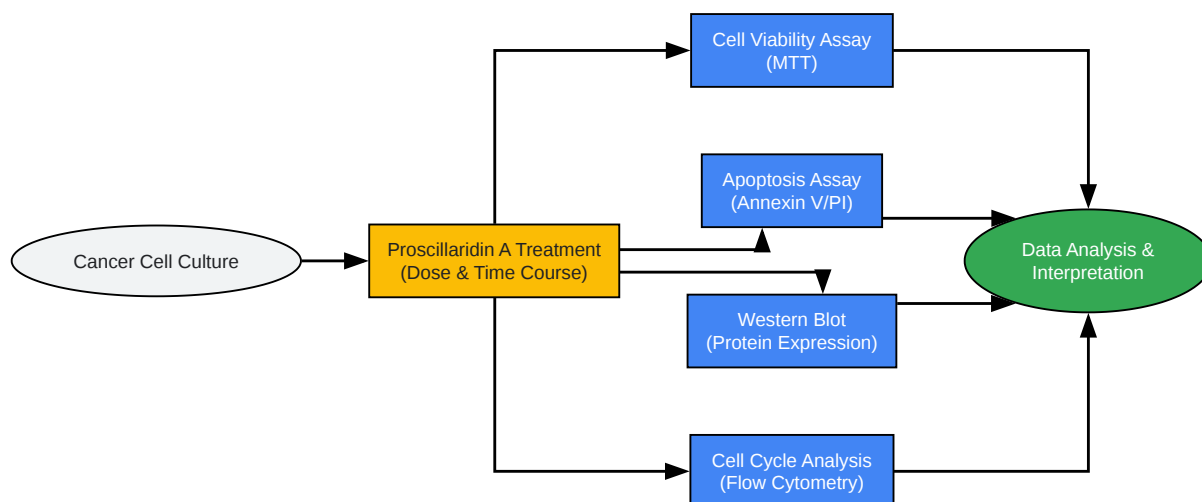 Cancer Cell Culture
Proscillaridin A Treatment
(Dose & Time Course)
Cell Viability Assay
(MTT)
Apoptosis Assay
(Annexin V/PI)
Western Blot
(Protein Expression)
Cell Cycle Analysis
(Flow Cytometry)
Data Analysis &
Interpretation